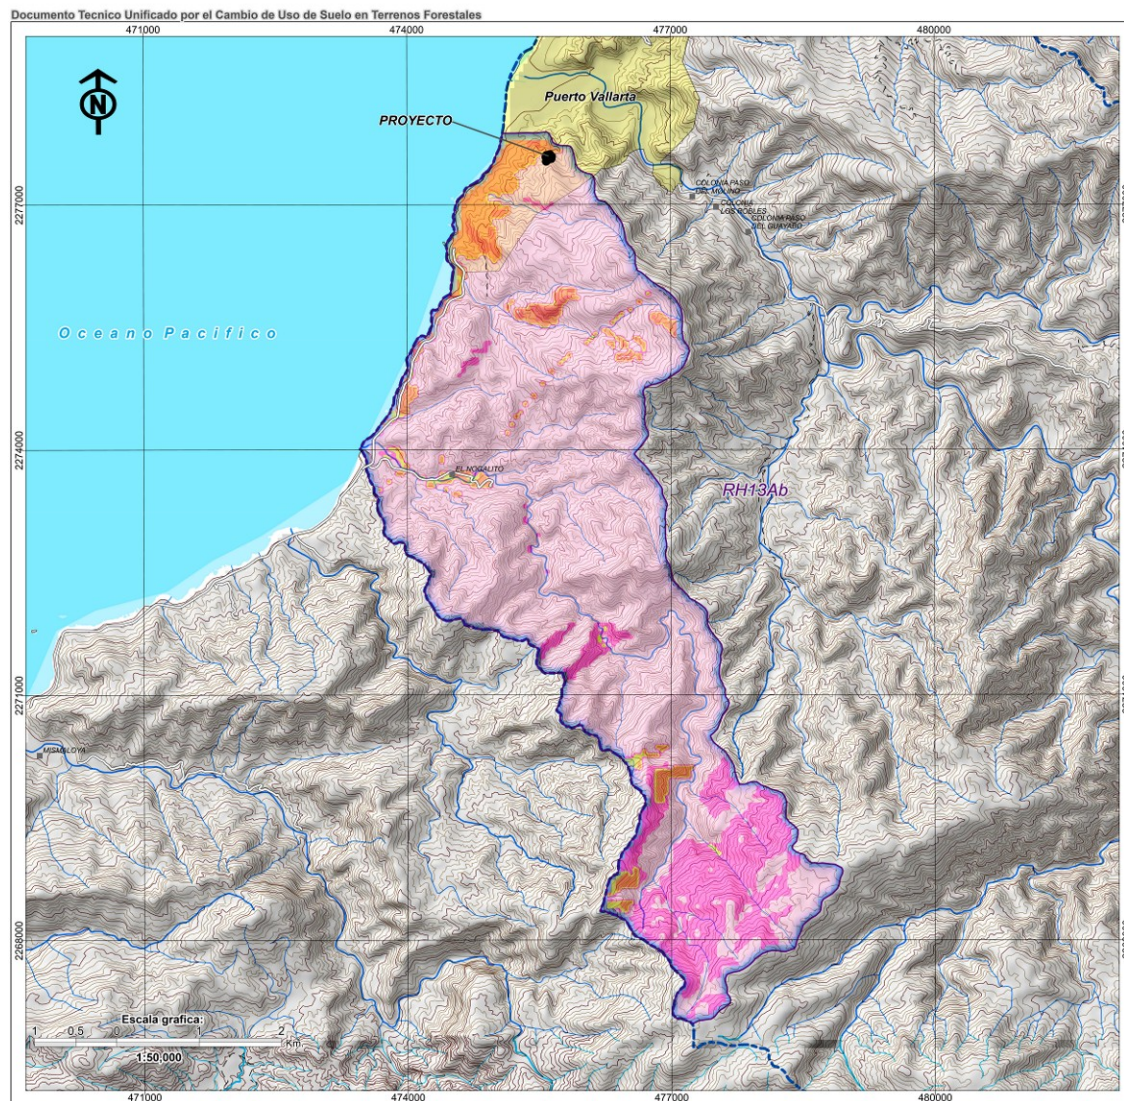 Documento Tecnico Unificado por el Cambio de Uso de Suelo en Terrenos Forestales
471000
474000
477000
480000
N
Puerto Vallarta
PROYECTO
COLONIA PASO
DEL MOLINO
COLONIA
LOS ROBLES
COLONIA PASO
DEL GUAYABO
2277000
Oceano Pacifico
2274000
EL NOGALITO
RH13Ab
2271000
MISMALOYA
2268000
Escala grafica:
1 0.5 0 1 2
Km
1:50,000
471000
474000
477000
480000